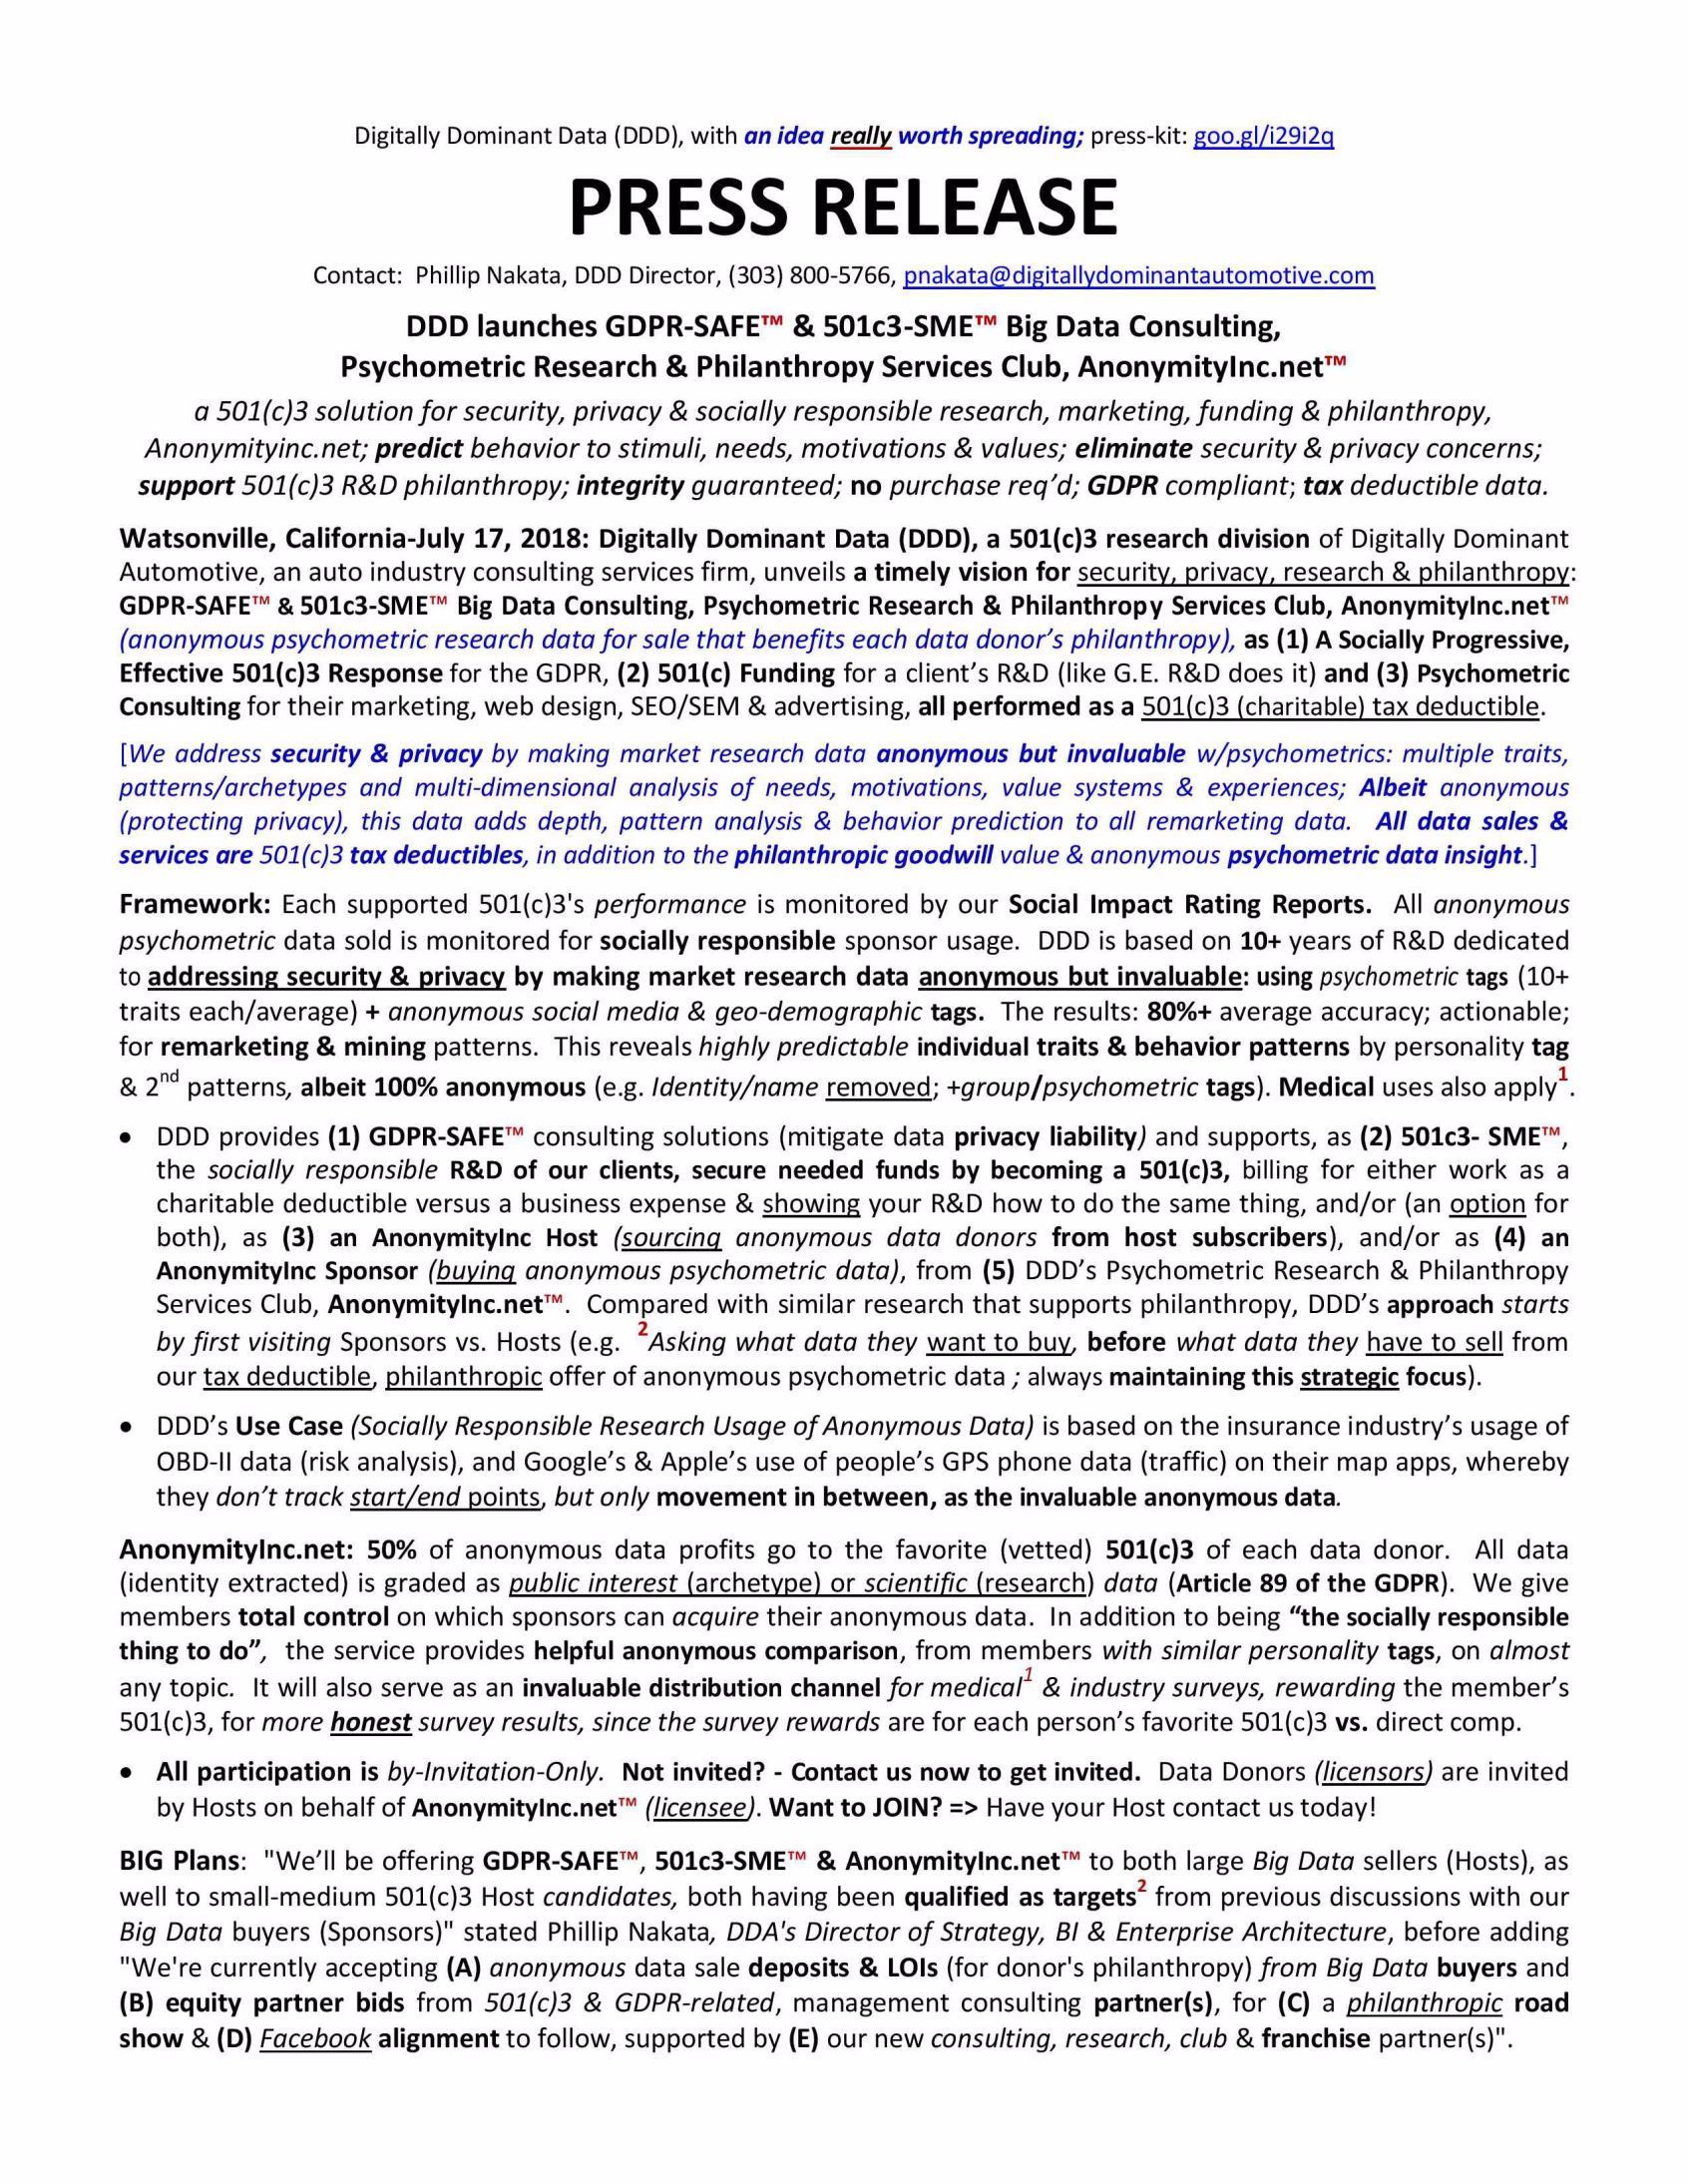 Digitally Dominant Data (DDD), with an idea really worth spreading; press-kit: goo.gl/i29i2q
PRESS RELEASE
Contact:  Phillip Nakata, DDD Director, (303) 800-5766, pnakata@digitallydominantautomotive.com
DDD launches GDPR-SAFE™ & 501c3-SME™ Big Data Consulting,
Psychometric Research & Philanthropy Services Club, AnonymityInc.net™
a 501(c)3 solution for security, privacy & socially responsible research, marketing, funding & philanthropy,
Anonymityinc.net; predict behavior to stimuli, needs, motivations & values; eliminate security & privacy concerns;
support 501(c)3 R&D philanthropy; integrity guaranteed; no purchase req’d; GDPR compliant; tax deductible data.
Watsonville, California-July 17, 2018: Digitally Dominant Data (DDD), a 501(c)3 research division of Digitally Dominant
Automotive, an auto industry consulting services firm, unveils a timely vision for security, privacy, research & philanthropy:
GDPR-SAFE™ & 501c3-SME™ Big Data Consulting, Psychometric Research & Philanthropy Services Club, AnonymityInc.net™
(anonymous psychometric research data for sale that benefits each data donor’s philanthropy), as (1) A Socially Progressive,
Effective 501(c)3 Response for the GDPR, (2) 501(c) Funding for a client’s R&D (like G.E. R&D does it) and (3) Psychometric
Consulting for their marketing, web design, SEO/SEM & advertising, all performed as a 501(c)3 (charitable) tax deductible.
[We address security & privacy by making market research data anonymous but invaluable w/psychometrics: multiple traits,
patterns/archetypes and multi-dimensional analysis of needs, motivations, value systems & experiences; Albeit anonymous
(protecting privacy), this data adds depth, pattern analysis & behavior prediction to all remarketing data.  All data sales &
services are 501(c)3 tax deductibles, in addition to the philanthropic goodwill value & anonymous psychometric data insight.]
Framework: Each supported 501(c)3's performance is monitored by our Social Impact Rating Reports.  All anonymous
psychometric data sold is monitored for socially responsible sponsor usage.  DDD is based on 10+ years of R&D dedicated
to addressing security & privacy by making market research data anonymous but invaluable: using psychometric tags (10+
traits each/average) + anonymous social media & geo-demographic tags.  The results: 80%+ average accuracy; actionable;
for remarketing & mining patterns.  This reveals highly predictable individual traits & behavior patterns by personality tag
& 2nd patterns, albeit 100% anonymous (e.g. Identity/name removed; +group/psychometric tags). Medical uses also apply1.
• DDD provides (1) GDPR-SAFE™ consulting solutions (mitigate data privacy liability) and supports, as (2) 501c3- SME™,
the socially responsible R&D of our clients, secure needed funds by becoming a 501(c)3, billing for either work as a
charitable deductible versus a business expense & showing your R&D how to do the same thing, and/or (an option for
both), as (3) an AnonymityInc Host (sourcing anonymous data donors from host subscribers), and/or as (4) an
AnonymityInc Sponsor (buying anonymous psychometric data), from (5) DDD’s Psychometric Research & Philanthropy
Services Club, AnonymityInc.net™.  Compared with similar research that supports philanthropy, DDD’s approach starts
by first visiting Sponsors vs. Hosts (e.g.  2Asking what data they want to buy, before what data they have to sell from
our tax deductible, philanthropic offer of anonymous psychometric data ; always maintaining this strategic focus).
• DDD’s Use Case (Socially Responsible Research Usage of Anonymous Data) is based on the insurance industry’s usage of
OBD-II data (risk analysis), and Google’s & Apple’s use of people’s GPS phone data (traffic) on their map apps, whereby
they don’t track start/end points, but only movement in between, as the invaluable anonymous data.
AnonymityInc.net: 50% of anonymous data profits go to the favorite (vetted) 501(c)3 of each data donor.  All data
(identity extracted) is graded as public interest (archetype) or scientific (research) data (Article 89 of the GDPR).  We give
members total control on which sponsors can acquire their anonymous data.  In addition to being “the socially responsible
thing to do”,  the service provides helpful anonymous comparison, from members with similar personality tags, on almost
any topic.  It will also serve as an invaluable distribution channel for medical1 & industry surveys, rewarding the member’s
501(c)3, for more honest survey results, since the survey rewards are for each person’s favorite 501(c)3 vs. direct comp.
• All participation is by-Invitation-Only.  Not invited? - Contact us now to get invited.  Data Donors (licensors) are invited
by Hosts on behalf of AnonymityInc.net™ (licensee). Want to JOIN? => Have your Host contact us today!
BIG Plans:  "We’ll be offering GDPR-SAFE™, 501c3-SME™ & AnonymityInc.net™ to both large Big Data sellers (Hosts), as
well to small-medium 501(c)3 Host candidates, both having been qualified as targets2 from previous discussions with our
Big Data buyers (Sponsors)" stated Phillip Nakata, DDA's Director of Strategy, BI & Enterprise Architecture, before adding
"We're currently accepting (A) anonymous data sale deposits & LOIs (for donor's philanthropy) from Big Data buyers and
(B) equity partner bids from 501(c)3 & GDPR-related, management consulting partner(s), for (C) a philanthropic road
show & (D) Facebook alignment to follow, supported by (E) our new consulting, research, club & franchise partner(s)".